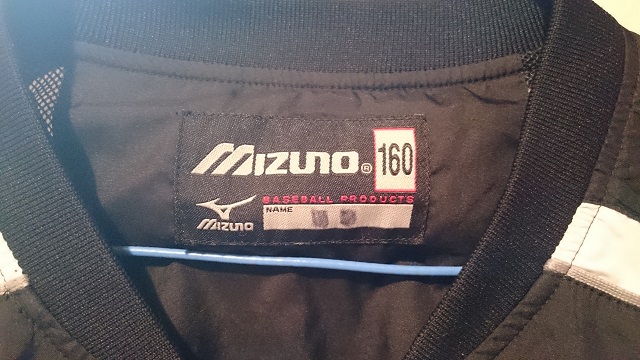 MIZUNO® 160
BASEBALL PRODUCTS
NAME
MIZUNO